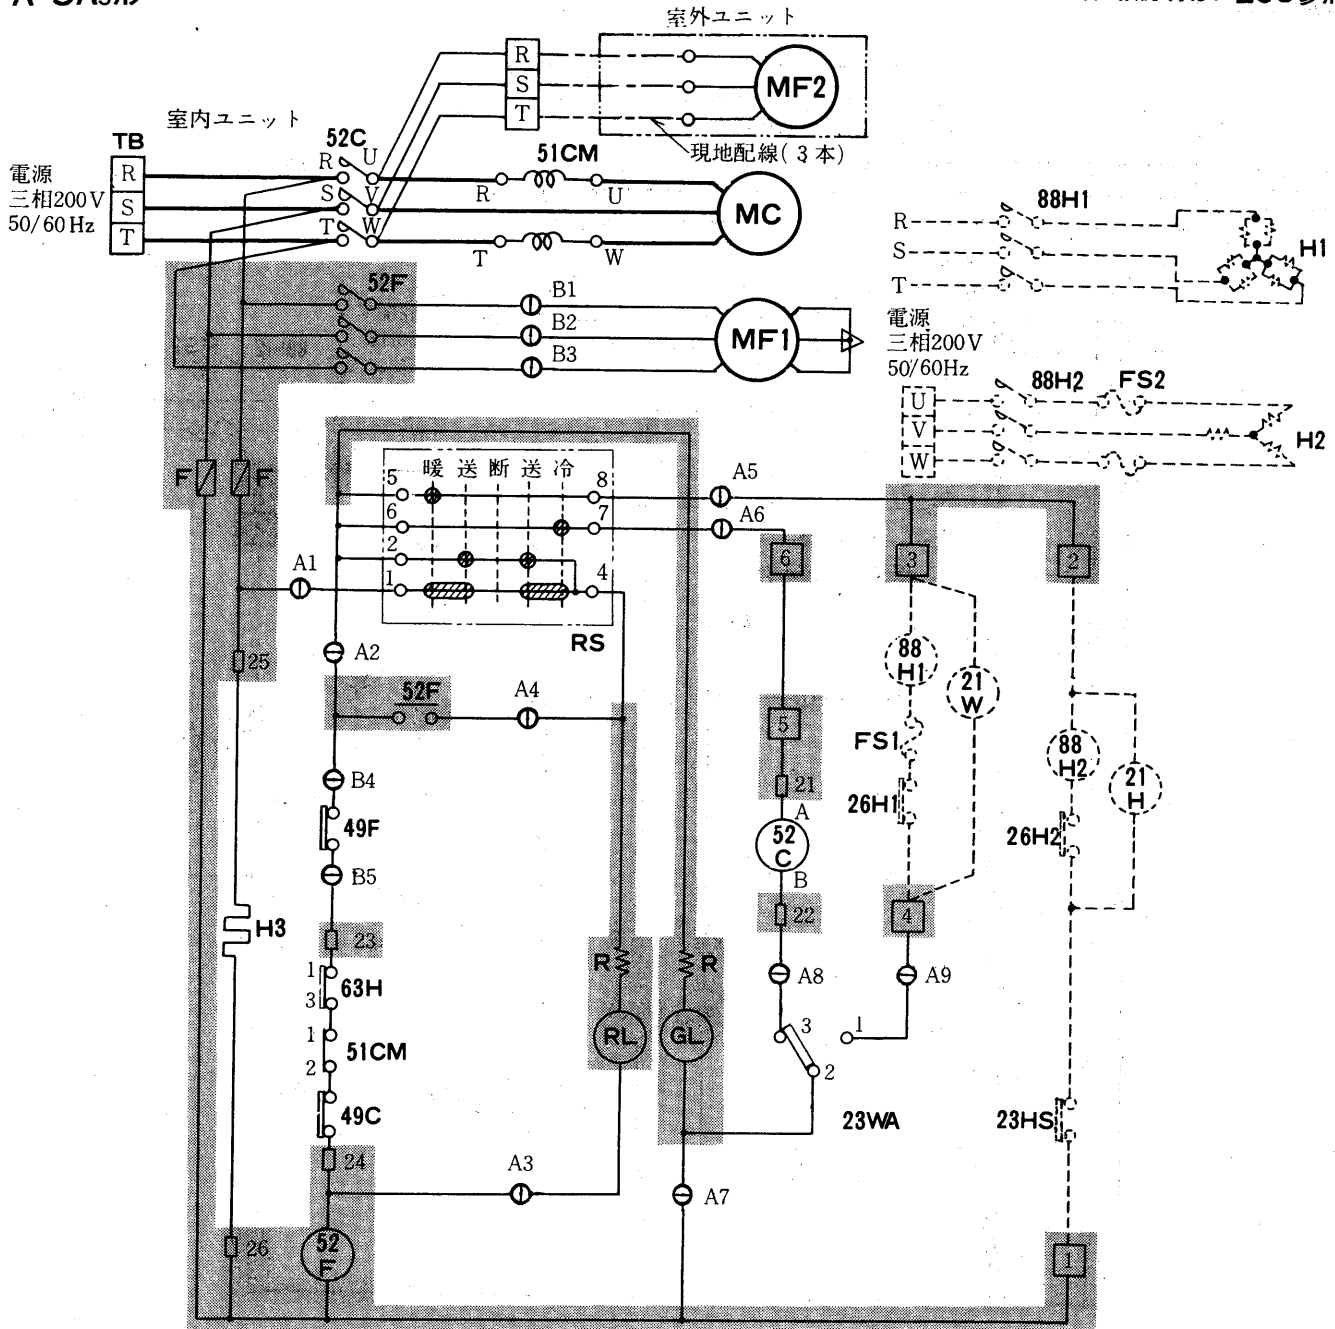 室外ユニット
R
S
T
MF2
現地配線(3本)
室内ユニット
TB
電源
三相200V
50/60Hz
R
S
T
52C
R U
S V
T W
51CM
R U
T W
MC
52F
B1
B2
B3
MF1
88H1
R
S
T
H1
電源
三相200V
50/60Hz
88H2
FS2
U
V
W
H2
F
F
暖 送 断 送 冷
5 8
6 7
2
1 4
RS
A5
A6
A1
A2
25
52F
A4
6
3
2
B4
49F
B5
5
21
A
52
C
B
22
A8
88
H1
21
W
FS1
26H1
4
A9
88
H2
21
H
26H2
H3
23
1
63H
3
1
51CM
2
49C
24
R
R
RL
GL
3
1
2
23WA
23HS
A3
A7
26
52
F
1